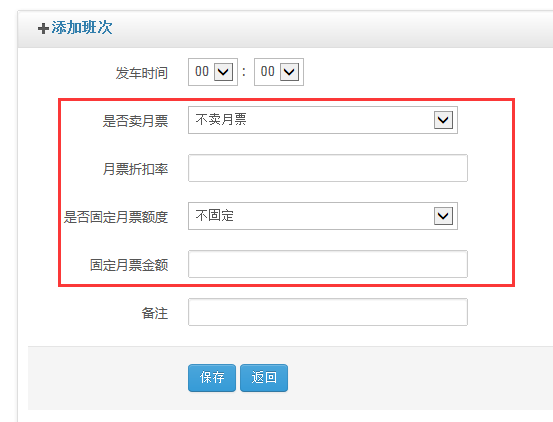 添加班次
发车时间 00 : 00
是否卖月票 不卖月票
月票折扣率
是否固定月票额度 不固定
固定月票金额
备注
保存 返回